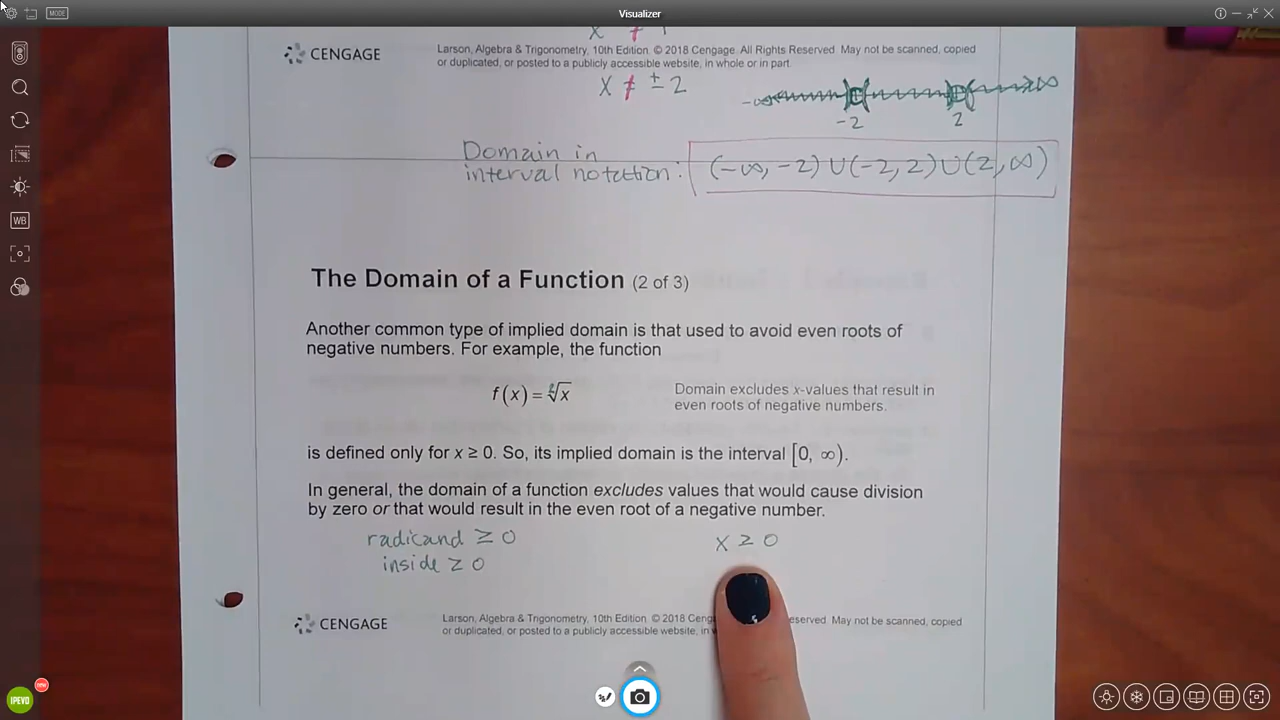 MODE
Visualizer
CENGAGE
Larson, Algebra & Trigonometry, 10th Edition. © 2018 Cengage. All Rights Reserved. May not be scanned, copied
or duplicated, or posted to a publicly accessible website, in whole or in part.
x ≠ ± 2
-∞ ∞
-2 2
Domain in
interval notation: (-∞, -2) ∪ (-2, 2) ∪ (2, ∞)
WB
The Domain of a Function (2 of 3)
Another common type of implied domain is that used to avoid even roots of
negative numbers. For example, the function
f(x) = ²√x
Domain excludes x-values that result in
even roots of negative numbers.
is defined only for x ≥ 0. So, its implied domain is the interval [0, ∞).
In general, the domain of a function excludes values that would cause division
by zero or that would result in the even root of a negative number.
radicand ≥ 0
x ≥ 0
inside ≥ 0
CENGAGE
Larson, Algebra & Trigonometry, 10th Edition. © 2018 eserved. May not be scanned, copied
or duplicated, or posted to a publicly accessible website, in part.
IPEVO